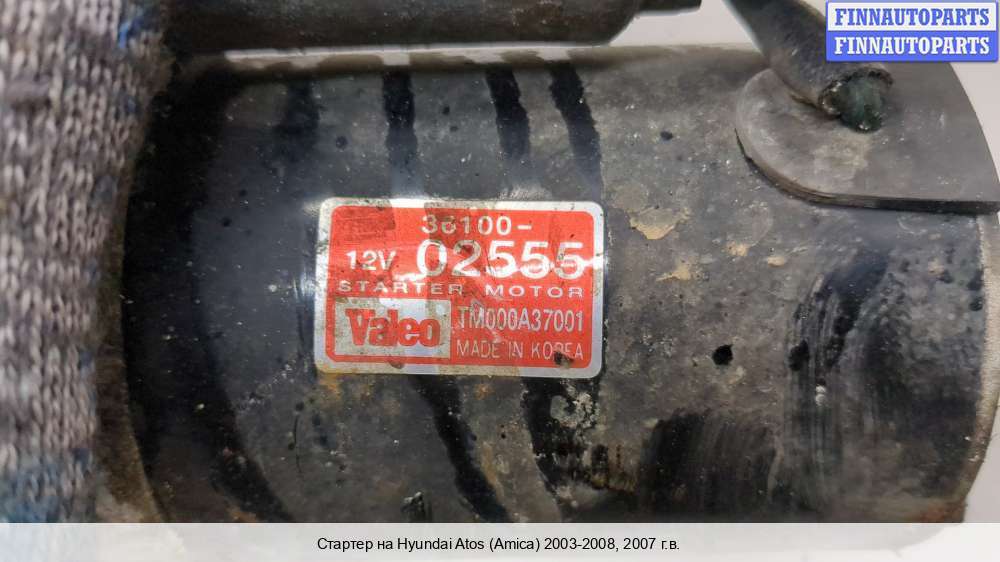 FINNAUTOPARTS
FINNAUTOPARTS
36100-
12V 02555
STARTER MOTOR
Valeo TM000A37001
MADE IN KOREA
Стартер на Hyundai Atos (Amica) 2003-2008, 2007 г.в.